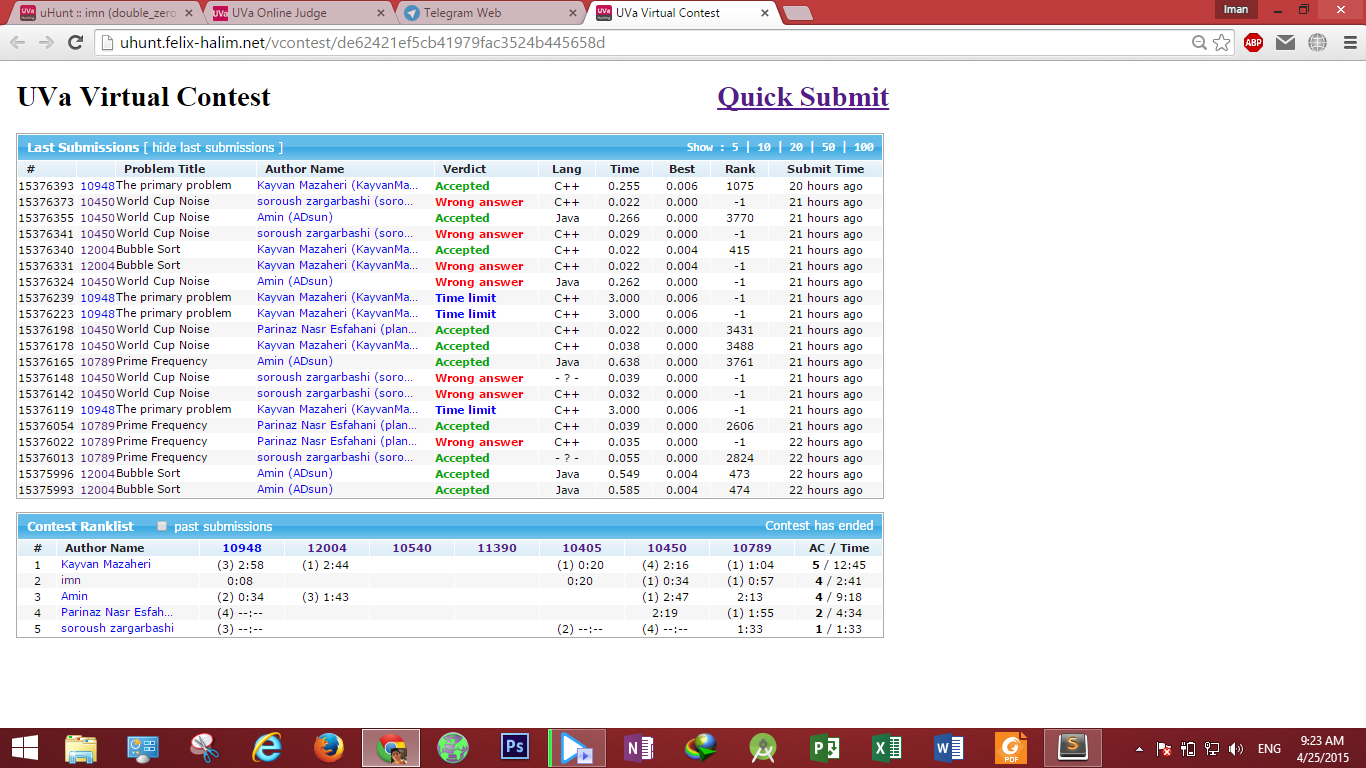 uHunt :: imn (double_zero
UVa Online Judge
Telegram Web
UVa Virtual Contest
Iman
uhunt.felix-halim.net/vcontest/de62421ef5cb41979fac3524b445658d
ABP
UVa Virtual Contest Quick Submit
Last Submissions [ hide last submissions ] Show : 5 | 10 | 20 | 50 | 100
# Problem Title Author Name Verdict Lang Time Best Rank Submit Time
15376393 10948 The primary problem Kayvan Mazaheri (KayvanMa... Accepted C++ 0.255 0.006 1075 20 hours ago
15376373 10450 World Cup Noise soroush zargarbashi (soro... Wrong answer C++ 0.022 0.000 -1 21 hours ago
15376355 10450 World Cup Noise Amin (ADsun) Accepted Java 0.266 0.000 3770 21 hours ago
15376341 10450 World Cup Noise soroush zargarbashi (soro... Wrong answer C++ 0.029 0.000 -1 21 hours ago
15376340 12004 Bubble Sort Kayvan Mazaheri (KayvanMa... Accepted C++ 0.022 0.004 415 21 hours ago
15376331 12004 Bubble Sort Kayvan Mazaheri (KayvanMa... Wrong answer C++ 0.022 0.004 -1 21 hours ago
15376324 10450 World Cup Noise Amin (ADsun) Wrong answer Java 0.262 0.000 -1 21 hours ago
15376239 10948 The primary problem Kayvan Mazaheri (KayvanMa... Time limit C++ 3.000 0.006 -1 21 hours ago
15376223 10948 The primary problem Kayvan Mazaheri (KayvanMa... Time limit C++ 3.000 0.006 -1 21 hours ago
15376198 10450 World Cup Noise Parinaz Nasr Esfahani (plan... Accepted C++ 0.022 0.000 3431 21 hours ago
15376178 10450 World Cup Noise Kayvan Mazaheri (KayvanMa... Accepted C++ 0.038 0.000 3488 21 hours ago
15376165 10789 Prime Frequency Amin (ADsun) Accepted Java 0.638 0.000 3761 21 hours ago
15376148 10450 World Cup Noise soroush zargarbashi (soro... Wrong answer - ? - 0.039 0.000 -1 21 hours ago
15376142 10450 World Cup Noise soroush zargarbashi (soro... Wrong answer C++ 0.032 0.000 -1 21 hours ago
15376119 10948 The primary problem Kayvan Mazaheri (KayvanMa... Time limit C++ 3.000 0.006 -1 21 hours ago
15376054 10789 Prime Frequency Parinaz Nasr Esfahani (plan... Accepted C++ 0.039 0.000 2606 21 hours ago
15376022 10789 Prime Frequency Parinaz Nasr Esfahani (plan... Wrong answer C++ 0.035 0.000 -1 22 hours ago
15376013 10789 Prime Frequency soroush zargarbashi (soro... Accepted - ? - 0.055 0.000 2824 22 hours ago
15375996 12004 Bubble Sort Amin (ADsun) Accepted Java 0.549 0.004 473 22 hours ago
15375993 12004 Bubble Sort Amin (ADsun) Accepted Java 0.585 0.004 474 22 hours ago
Contest Ranklist past submissions Contest has ended
# Author Name 10948 12004 10540 11390 10405 10450 10789 AC / Time
1 Kayvan Mazaheri (3) 2:58 (1) 2:44 (1) 0:20 (4) 2:16 (1) 1:04 5 / 12:45
2 imn 0:08 0:20 (1) 0:34 (1) 0:57 4 / 2:41
3 Amin (2) 0:34 (3) 1:43 (1) 2:47 2:13 4 / 9:18
4 Parinaz Nasr Esfah... (4) --:-- 2:19 (1) 1:55 2 / 4:34
5 soroush zargarbashi (3) --:-- (2) --:-- (4) --:-- 1:33 1 / 1:33
ENG
9:23 AM
4/25/2015